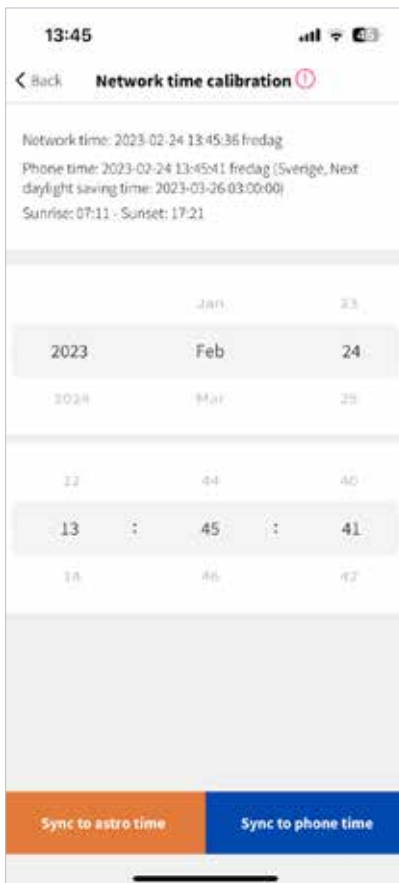 13:45
Back Network time calibration
Network time: 2023-02-24 13:45:36 fredag
Phone time: 2023-02-24 13:45:41 fredag (Sverige, Next
daylight saving time: 2023-03-26 03:00:00)
Sunrise: 07:11 - Sunset: 17:21
Jan 23
2023 Feb 24
2024 Mar 25
12 44 40
13 : 45 : 41
14 46 42
Sync to astro time Sync to phone time